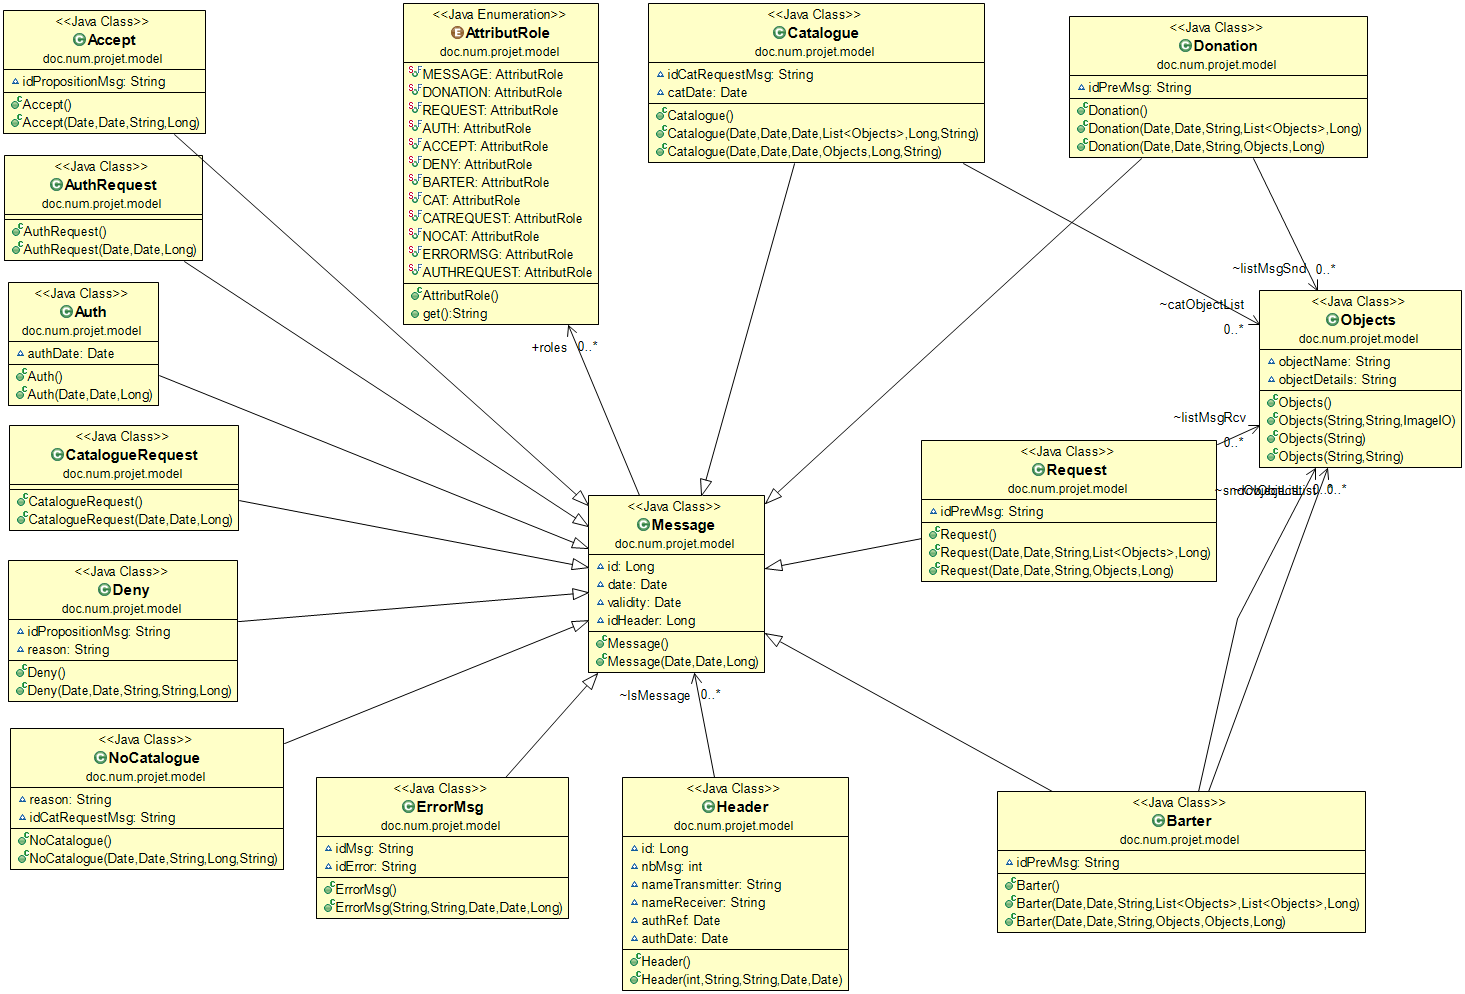 <<Java Class>>
Accept
doc.num.projet.model
idPropositionMsg: String
Accept()
Accept(Date,Date,String,Long)
<<Java Class>>
AuthRequest
doc.num.projet.model
AuthRequest()
AuthRequest(Date,Date,Long)
<<Java Class>>
Auth
doc.num.projet.model
authDate: Date
Auth()
Auth(Date,Date,Long)
<<Java Class>>
CatalogueRequest
doc.num.projet.model
CatalogueRequest()
CatalogueRequest(Date,Date,Long)
<<Java Class>>
Deny
doc.num.projet.model
idPropositionMsg: String
reason: String
Deny()
Deny(Date,Date,String,String,Long)
<<Java Class>>
NoCatalogue
doc.num.projet.model
reason: String
idCatRequestMsg: String
NoCatalogue()
NoCatalogue(Date,Date,String,Long,String)
<<Java Enumeration>>
AttributRole
doc.num.projet.model
MESSAGE: AttributRole
DONATION: AttributRole
REQUEST: AttributRole
AUTH: AttributRole
ACCEPT: AttributRole
DENY: AttributRole
BARTER: AttributRole
CAT: AttributRole
CATREQUEST: AttributRole
NOCAT: AttributRole
ERRORMSG: AttributRole
AUTHREQUEST: AttributRole
AttributRole()
get():String
+roles 0..*
<<Java Class>>
Catalogue
doc.num.projet.model
idCatRequestMsg: String
catDate: Date
Catalogue()
Catalogue(Date,Date,Date,List<Objects>,Long,String)
Catalogue(Date,Date,Date,Objects,Long,String)
<<Java Class>>
Donation
doc.num.projet.model
idPrevMsg: String
Donation()
Donation(Date,Date,String,List<Objects>,Long)
Donation(Date,Date,String,Objects,Long)
~listMsgSnd 0..*
~catObjectList
0..*
<<Java Class>>
Objects
doc.num.projet.model
objectName: String
objectDetails: String
Objects()
Objects(String,String,ImageIO)
Objects(String)
Objects(String,String)
~listMsgRcv
0..*
<<Java Class>>
Request
doc.num.projet.model
idPrevMsg: String
Request()
Request(Date,Date,String,List<Objects>,Long)
Request(Date,Date,String,Objects,Long)
0..*
<<Java Class>>
Message
doc.num.projet.model
id: Long
date: Date
validity: Date
idHeader: Long
Message()
Message(Date,Date,Long)
~lsMessage 0..*
<<Java Class>>
ErrorMsg
doc.num.projet.model
idMsg: String
idError: String
ErrorMsg()
ErrorMsg(String,String,Date,Date,Long)
<<Java Class>>
Header
doc.num.projet.model
id: Long
nbMsg: int
nameTransmitter: String
nameReceiver: String
authRef: Date
authDate: Date
Header()
Header(int,String,String,Date,Date)
<<Java Class>>
Barter
doc.num.projet.model
idPrevMsg: String
Barter()
Barter(Date,Date,String,List<Objects>,List<Objects>,Long)
Barter(Date,Date,String,Objects,Objects,Long)